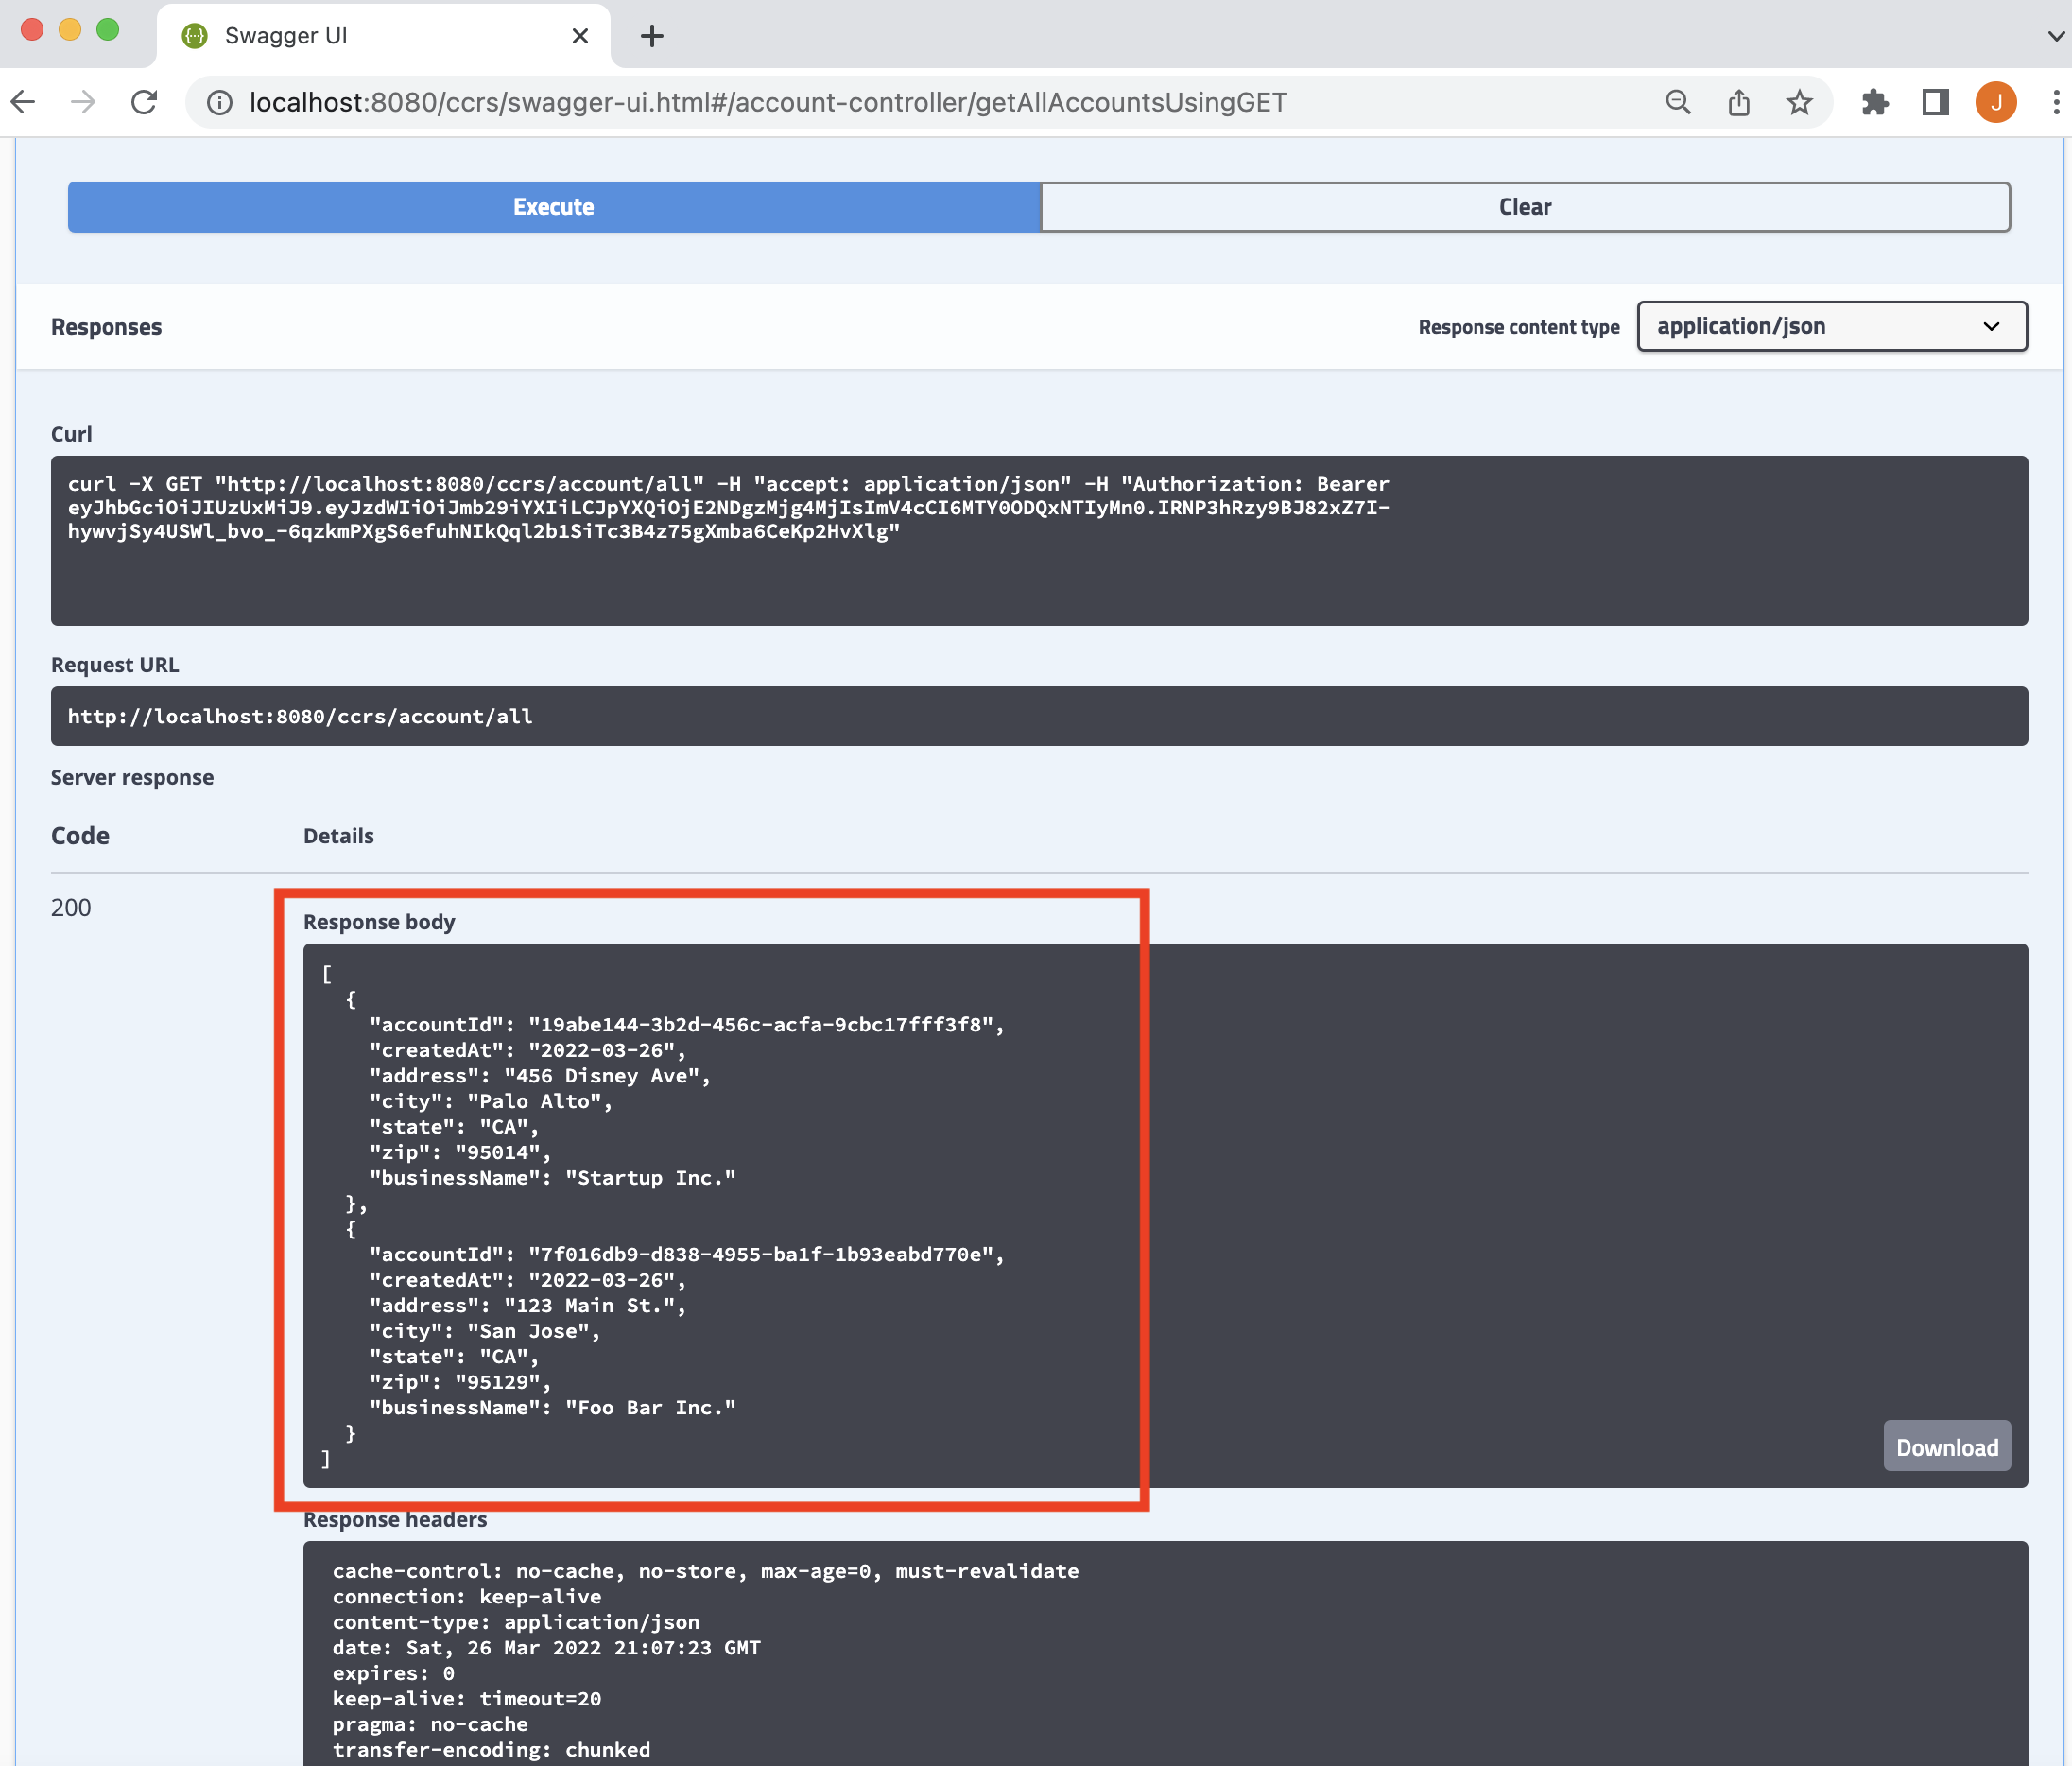 Swagger UI
localhost:8080/ccrs/swagger-ui.html#/account-controller/getAllAccountsUsingGET
J
Execute
Clear
Responses
Response content type
application/json
Curl
curl -X GET "http://localhost:8080/ccrs/account/all" -H "accept: application/json" -H "Authorization: Bearer
eyJhbGciOiJIUzUxMiJ9.eyJzdWIiOiJmb29iYXIiLCJpYXQiOjE2NDgzMjg4MjIsImV4cCI6MTY0ODQxNTIyMn0.IRNP3hRzy9BJ82xZ7I-
hywvjSy4USWl_bvo_-6qzkmPXgS6efuhNIkQql2b1SiTc3B4z75gXmba6CeKp2HvXlg"
Request URL
http://localhost:8080/ccrs/account/all
Server response
Code
Details
200
Response body
[
{
"accountId": "19abe144-3b2d-456c-acfa-9cbc17fff3f8",
"createdAt": "2022-03-26",
"address": "456 Disney Ave",
"city": "Palo Alto",
"state": "CA",
"zip": "95014",
"businessName": "Startup Inc."
},
{
"accountId": "7f016db9-d838-4955-ba1f-1b93eabd770e",
"createdAt": "2022-03-26",
"address": "123 Main St.",
"city": "San Jose",
"state": "CA",
"zip": "95129",
"businessName": "Foo Bar Inc."
}
]
Download
Response headers
cache-control: no-cache, no-store, max-age=0, must-revalidate
connection: keep-alive
content-type: application/json
date: Sat, 26 Mar 2022 21:07:23 GMT
expires: 0
keep-alive: timeout=20
pragma: no-cache
transfer-encoding: chunked